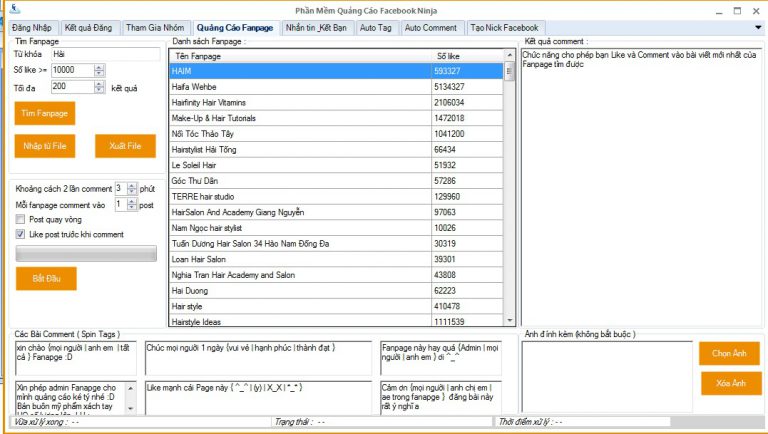 Phần Mềm Quảng Cáo Facebook Ninja
Đăng Nhập
Kết quả Đăng
Tham Gia Nhóm
Quảng Cáo Fanpage
Nhắn tin _Kết Bạn
Auto Tag
Auto Comment
Tạo Nick Facebook
Tìm Fanpage
Từ khóa Hải
Số like >= 10000
Tối đa 200 kết quả
Tìm Fanpage
Nhập từ File
Xuất File
Khoảng cách 2 lần comment 3 phút
Mỗi fanpage comment vào 1 post
Post quay vòng
Like post trước khi comment
Bắt Đầu
Danh sách Fanpage :
Tên Fanpage Số like
HAIM 593327
Haifa Wehbe 5134327
Hairfinity Hair Vitamins 2106034
Make-Up & Hair Tutorials 1472018
Nối Tóc Thảo Tây 1041200
Hairstylist Hải Tống 66434
Le Soleil Hair 51932
Góc Thư Dãn 57286
TERRE hair studio 129960
HairSalon And Academy Giang Nguyễn 97063
Nam Ngọc hair stylist 10026
Tuấn Dương Hair Salon 34 Hào Nam Đống Đa 30319
Loan Hair Salon 39301
Nghia Tran Hair Academy and Salon 43808
Hai Duong 62223
Hair style 410478
Hairstyle Ideas 1111539
Kết quả comment :
Chức năng cho phép bạn Like và Comment vào bài viết mới nhất của
Fanpage tìm được
Các Bài Comment ( Spin Tags )
xin chào {mọi người | anh em | tất
cả } Fanapge :D
Chúc mọi người 1 ngày {vui vẻ | hạnh phúc | thành đạt }
Fanpage này hay quá {Admin | mọi
người | anh em } ơi ^_^
Xin phép admin Fanapge cho
mình quảng cáo ké tý nhé :D
Bán buôn mỹ phẩm xách tay
Like mạnh cái Page này { ^_^ | (y) | X_X | *_* }
Cảm ơn {mọi người | anh chị em |
ae trong fanapge } đăng bài này
rất ý nghĩa
Ảnh đính kèm (không bắt buộc )
Chọn Ảnh
Xóa Ảnh
Vừa xử lý xong : - -
Trạng thái : - -
Thời điểm xử lý : - -